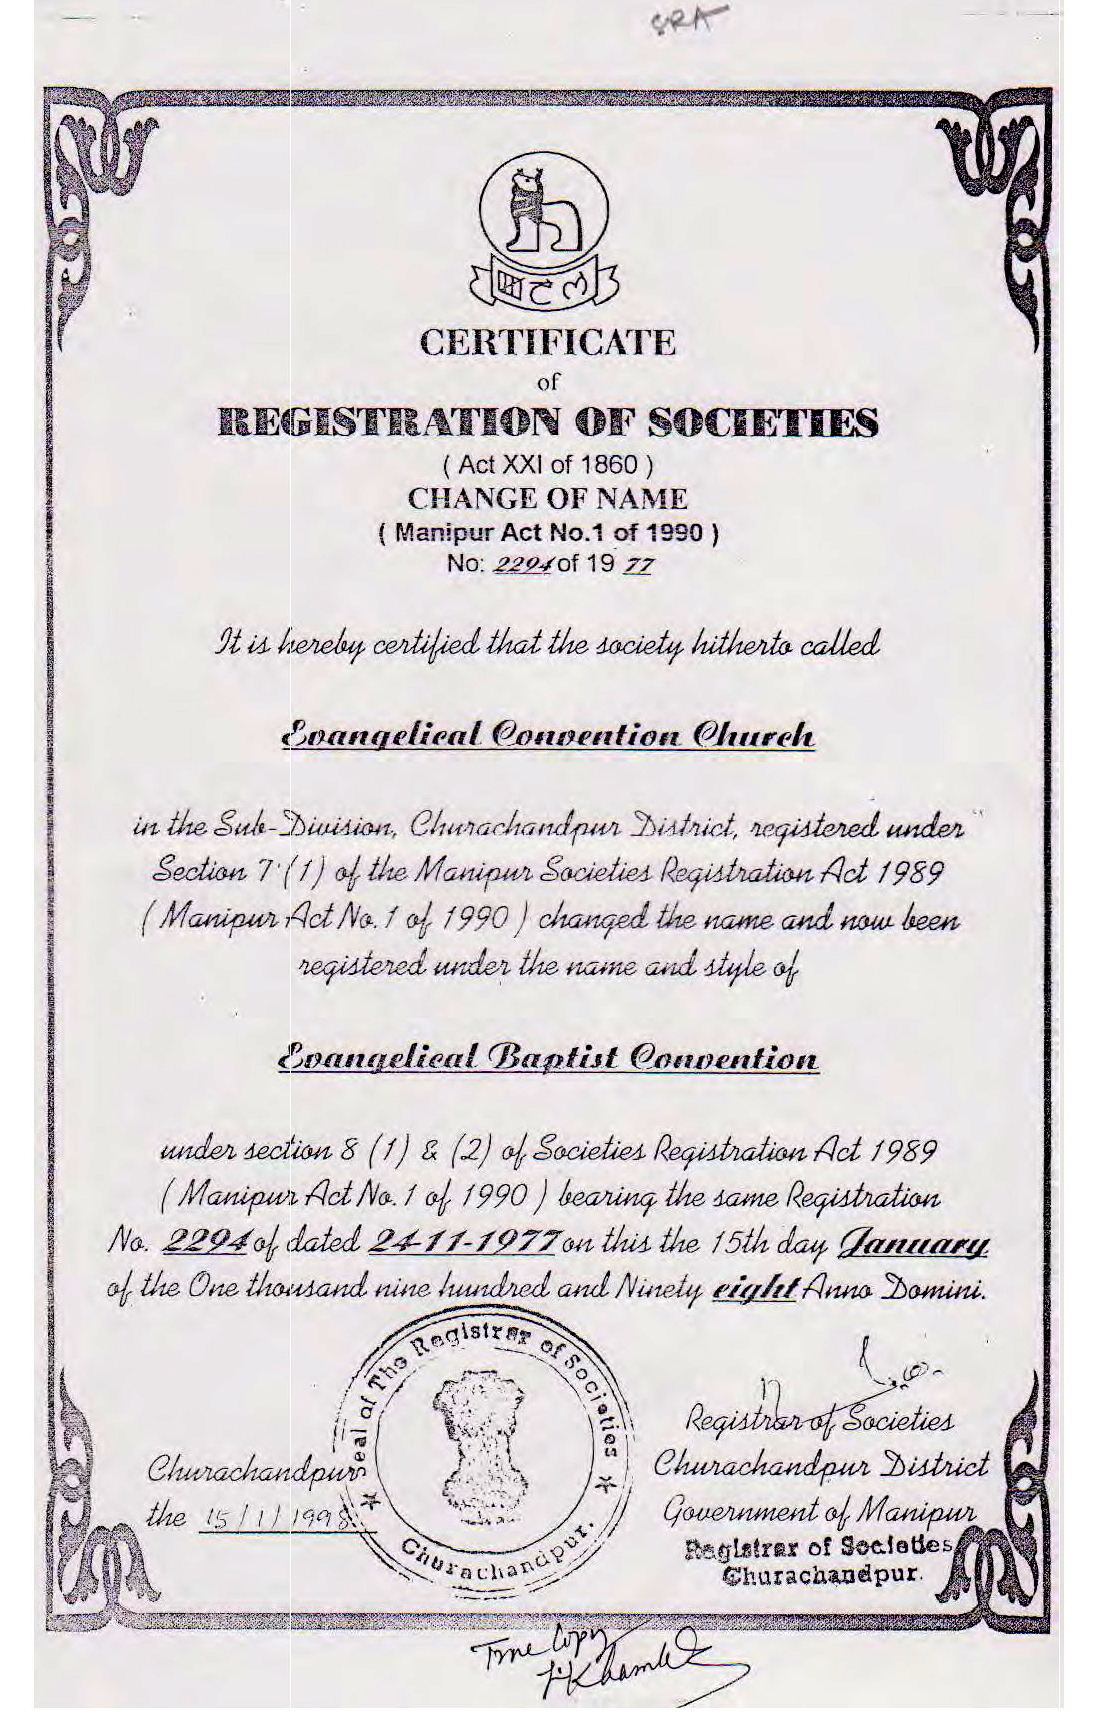 SRA
ꯀꯪꯂꯥ
CERTIFICATE
of
REGISTRATION OF SOCIETIES
( Act XXI of 1860 )
CHANGE OF NAME
( Manipur Act No.1 of 1990 )
No: 2294 of 19 77
It is hereby certified that the society hitherto called
Evangelical Convention Church
in the Sub-Division, Churachandpur District, registered under
Section 7 (1) of the Manipur Societies Registration Act 1989
( Manipur Act No. 1 of 1990 ) changed the name and now been
registered under the name and style of
Evangelical Baptist Convention
under section 8 (1) & (2) of Societies Registration Act 1989
( Manipur Act No. 1 of 1990 ) bearing the same Registration
No. 2294 of dated 24-11-1977 on this the 15th day January
of the One thousand nine hundred and Ninety eight Anno Domini.
Seal of The Registrar of Societies
Churachandpur.
Registrar of Societies
Churachandpur District
Government of Manipur
Registrar of Societies
Churachandpur.
Churachandpur
the 15/1/1998
True Copy